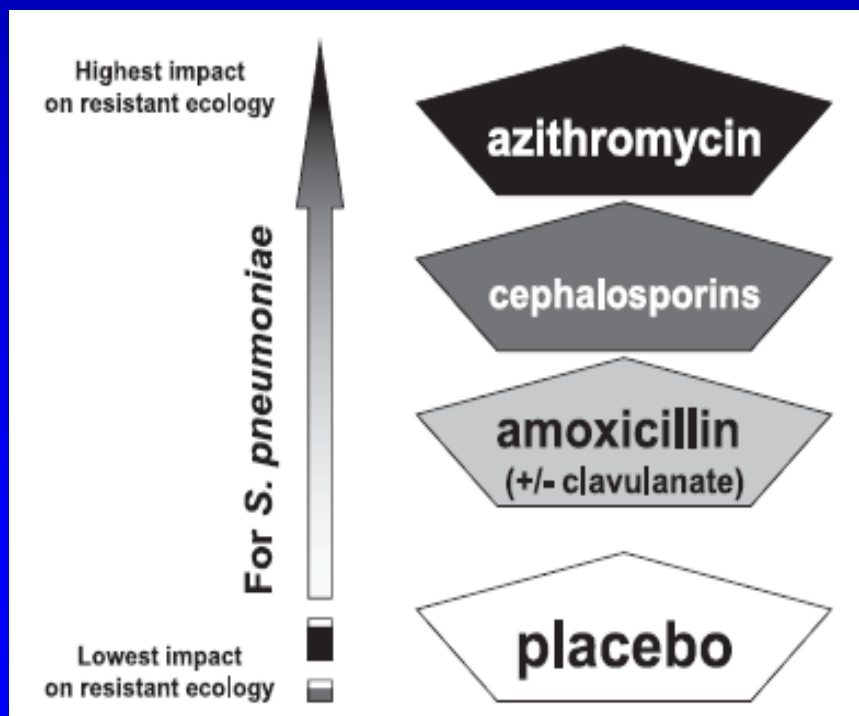 Highest impact
on resistant ecology
azithromycin
cephalosporins
For S. pneumoniae
amoxicillin
(+/- clavulanate)
placebo
Lowest impact
on resistant ecology